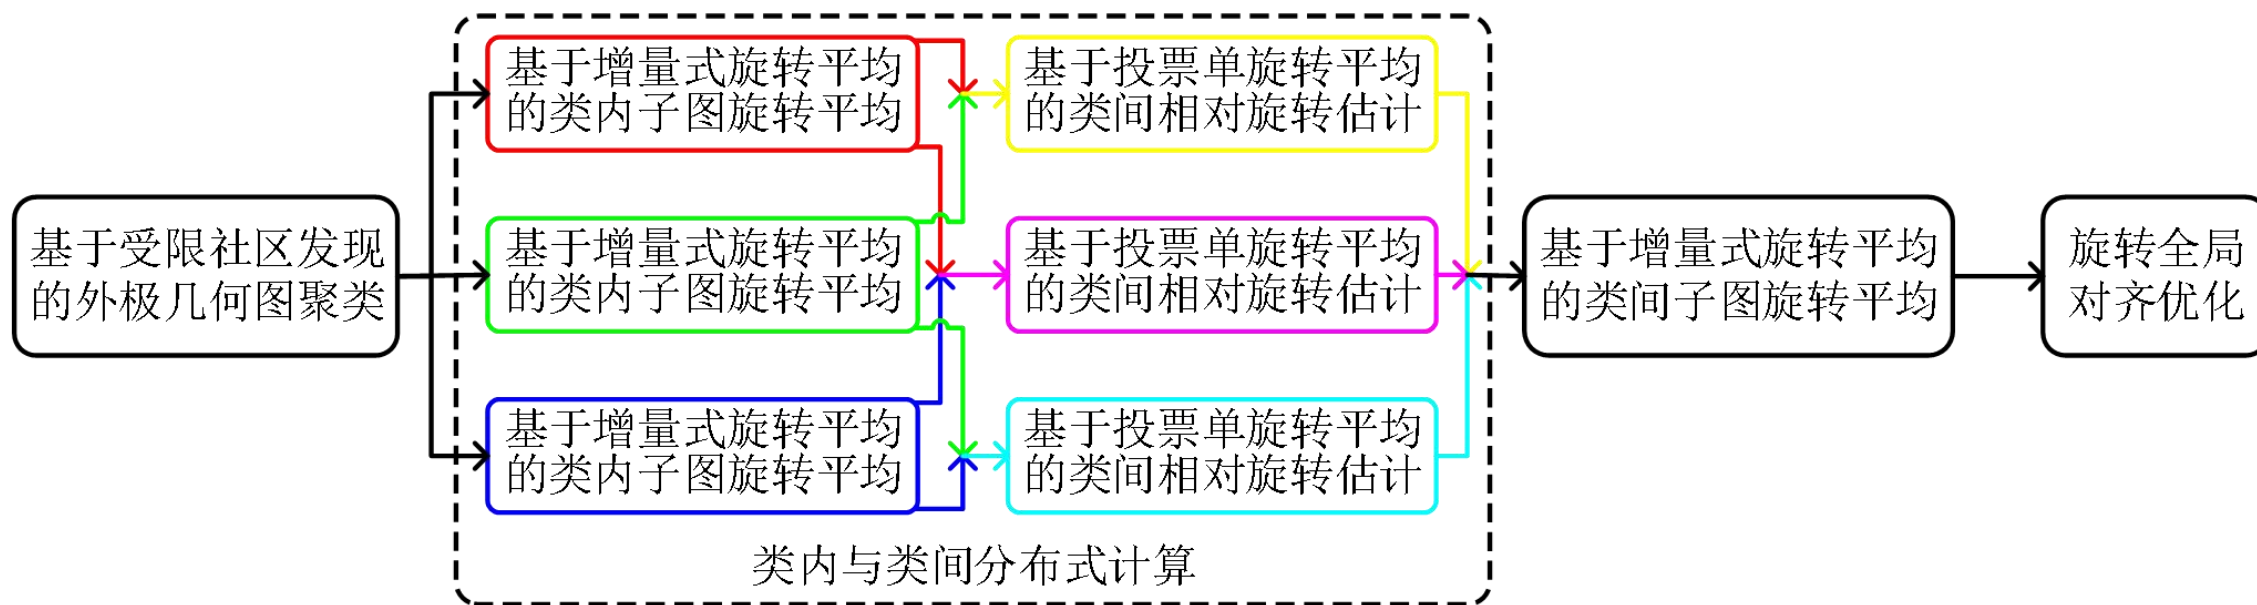 基于受限社区发现
的外极几何图聚类
基于增量式旋转平均
的类内子图旋转平均
基于增量式旋转平均
的类内子图旋转平均
基于增量式旋转平均
的类内子图旋转平均
基于投票单旋转平均
的类间相对旋转估计
基于投票单旋转平均
的类间相对旋转估计
基于投票单旋转平均
的类间相对旋转估计
类内与类间分布式计算
基于增量式旋转平均
的类间子图旋转平均
旋转全局
对齐优化